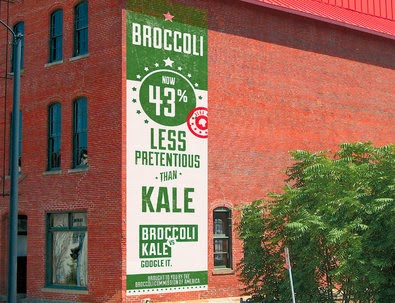 BROCCOLI
NOW
43%
LESS
PRETENTIOUS
THAN
KALE
BROCCOLI
VS
KALE
GOOGLE IT.
BROUGHT TO YOU BY THE
BROCCOLI COMMISSION OF AMERICA